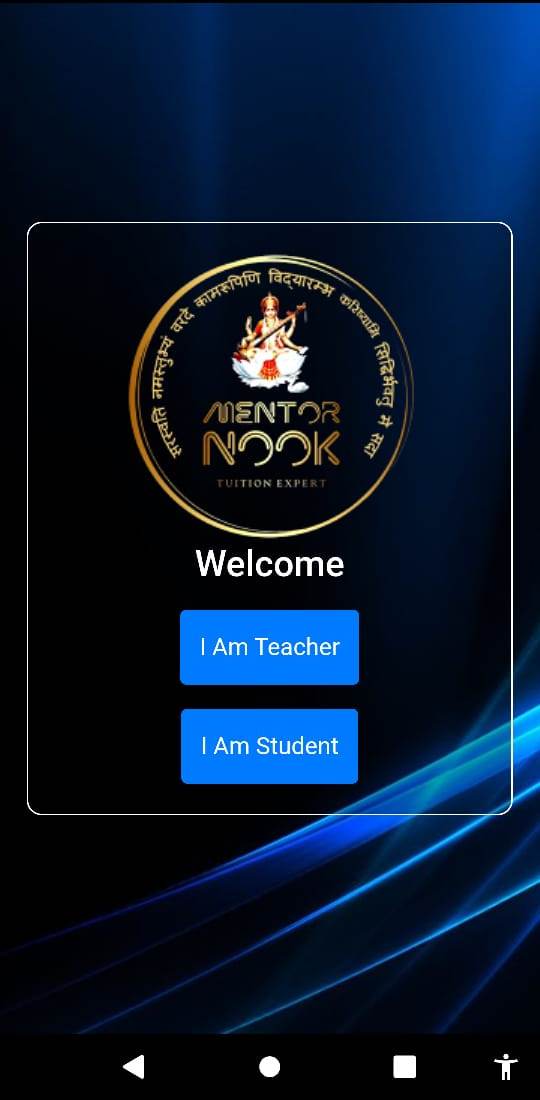 सरस्वति नमस्तुभ्यं वरदे कामरूपिणि विद्यारम्भ करिष्यामि सिद्धिर्भवतु मे सदा
MENTOR
NOOK
TUITION EXPERT
Welcome
I Am Teacher
I Am Student